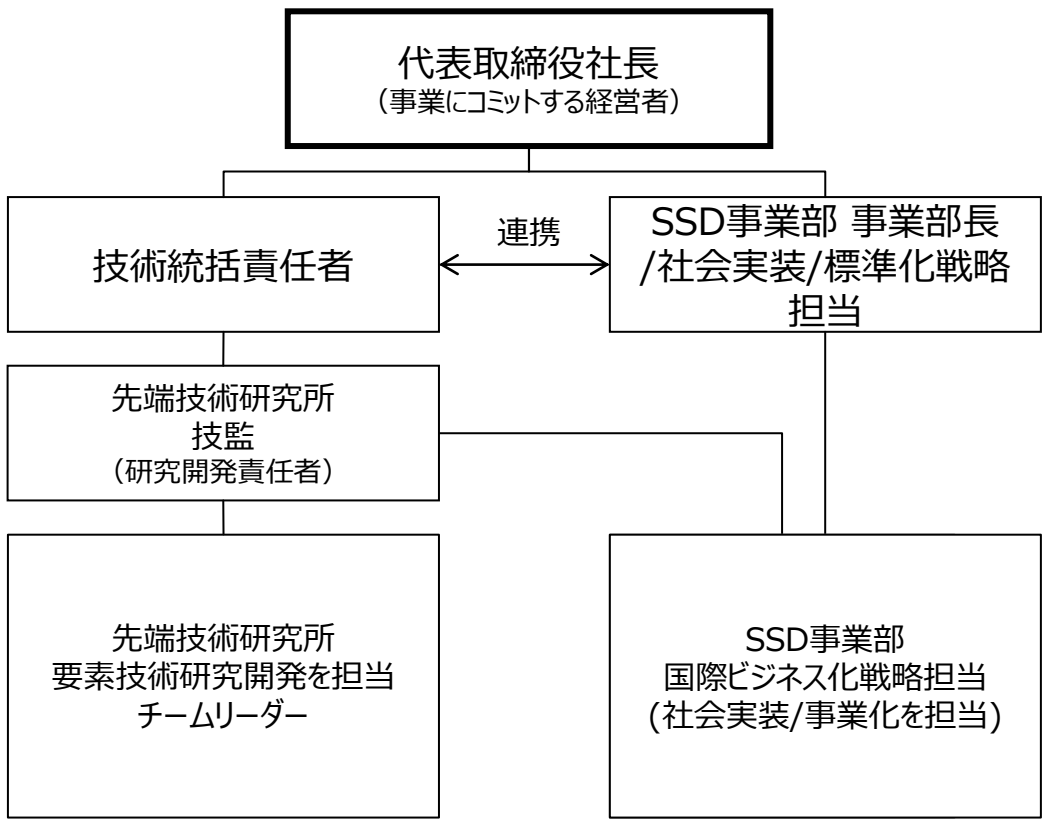 代表取締役社長
（事業にコミットする経営者）
技術統括責任者
連携
SSD事業部 事業部長
/社会実装/標準化戦略
担当
先端技術研究所
技監
（研究開発責任者）
先端技術研究所
要素技術研究開発を担当
チームリーダー
SSD事業部
国際ビジネス化戦略担当
(社会実装/事業化を担当)